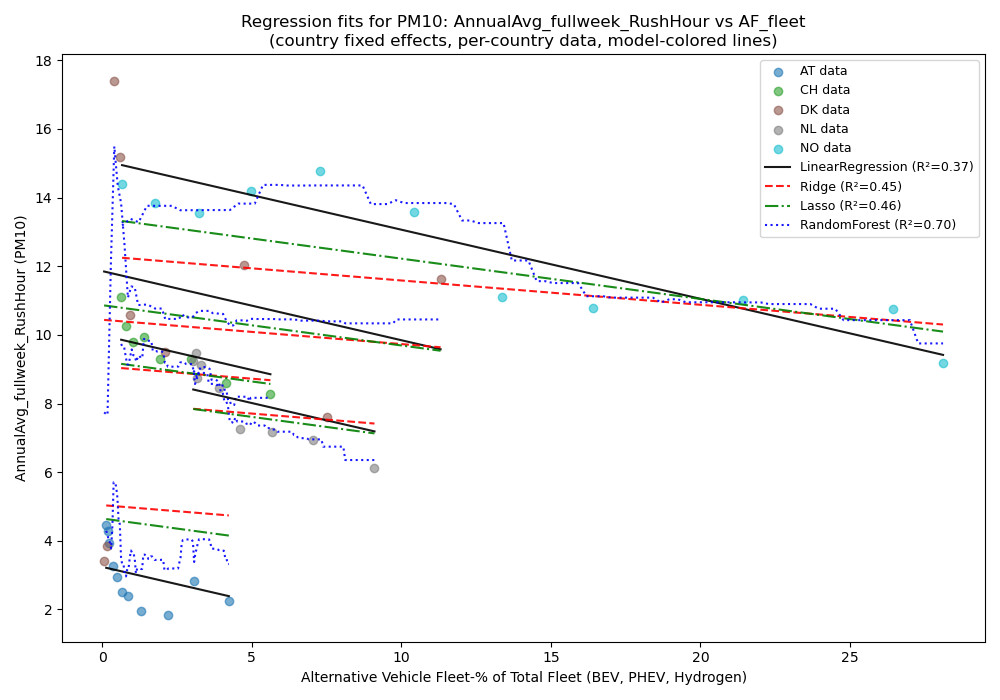 Regression fits for PM10: AnnualAvg_fullweek_RushHour vs AF_fleet
(country fixed effects, per-country data, model-colored lines)
AnnualAvg_fullweek_RushHour (PM10)
18
16
14
12
10
8
6
4
2
AT data
CH data
DK data
NL data
NO data
LinearRegression (R²=0.37)
Ridge (R²=0.45)
Lasso (R²=0.46)
RandomForest (R²=0.70)
0
5
10
15
20
25
Alternative Vehicle Fleet-% of Total Fleet (BEV, PHEV, Hydrogen)